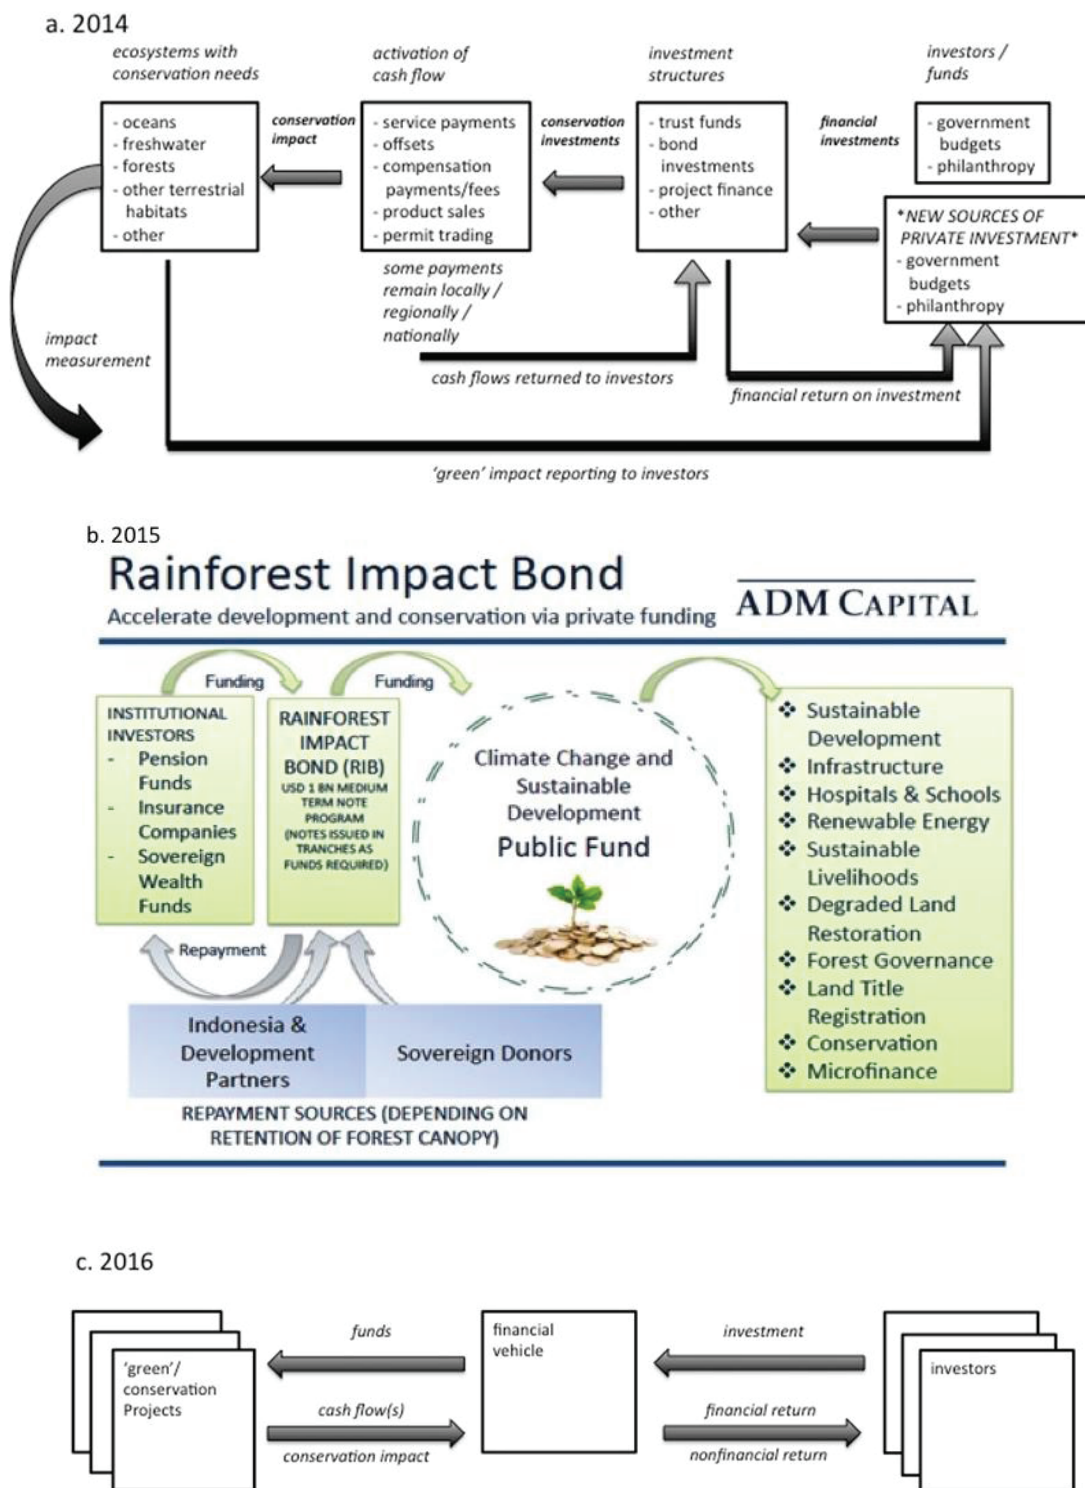 a. 2014
ecosystems with
conservation needs
activation of
cash flow
investment
structures
investors /
funds
- oceans
- freshwater
- forests
- other terrestrial
habitats
- other
conservation
impact
- service payments
- offsets
- compensation
payments/fees
- product sales
- permit trading
conservation
investments
- trust funds
- bond
investments
- project finance
- other
financial
investments
- government
budgets
- philanthropy
*NEW SOURCES OF
PRIVATE INVESTMENT*
- government
budgets
- philanthropy
some payments
remain locally /
regionally /
nationally
impact
measurement
cash flows returned to investors
financial return on investment
'green' impact reporting to investors
b. 2015
Rainforest Impact Bond
Accelerate development and conservation via private funding
ADM CAPITAL
Funding
Funding
INSTITUTIONAL
INVESTORS
- Pension
Funds
- Insurance
Companies
- Sovereign
Wealth
Funds
RAINFOREST
IMPACT
BOND (RIB)
USD 1 BN MEDIUM
TERM NOTE
PROGRAM
(NOTES ISSUED IN
TRANCHES AS
FUNDS REQUIRED)
Climate Change and
Sustainable
Development
Public Fund
❖ Sustainable
Development
❖ Infrastructure
❖ Hospitals & Schools
❖ Renewable Energy
❖ Sustainable
Livelihoods
❖ Degraded Land
Restoration
❖ Forest Governance
❖ Land Title
Registration
❖ Conservation
❖ Microfinance
Repayment
Indonesia &
Development
Partners
Sovereign Donors
REPAYMENT SOURCES (DEPENDING ON
RETENTION OF FOREST CANOPY)
c. 2016
'green'/
conservation
Projects
funds
cash flow(s)
conservation impact
financial
vehicle
investment
financial return
nonfinancial return
investors